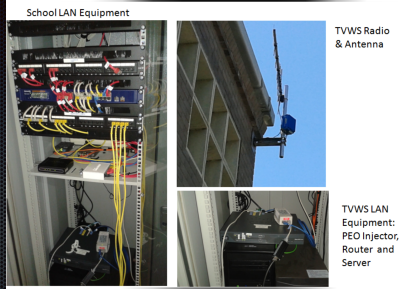 School LAN Equipment
TVWS Radio
& Antenna
TVWS LAN
Equipment:
PEO Injector,
Router and
Server